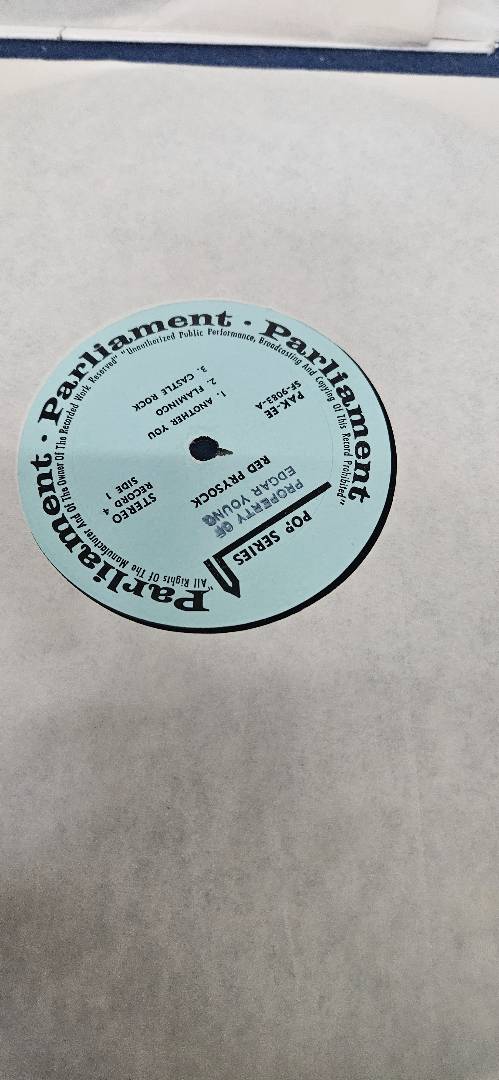 Parliament · Parliament · Parliament · Parliament
"All Rights Of The Manufacturer And Of The Owner Of The Recorded Work Reserved" "Unauthorized Public Performance, Broadcasting And Copying Of This Record Prohibited"
POP SERIES
PROPERTY OF
EDGAR YOUNG
RED PRYSOCK
PAK-EE
SF-9083-A
STEREO
RECORD 4
SIDE 1
1. ANOTHER YOU
2. FLAMINGO
3. CASTLE ROCK